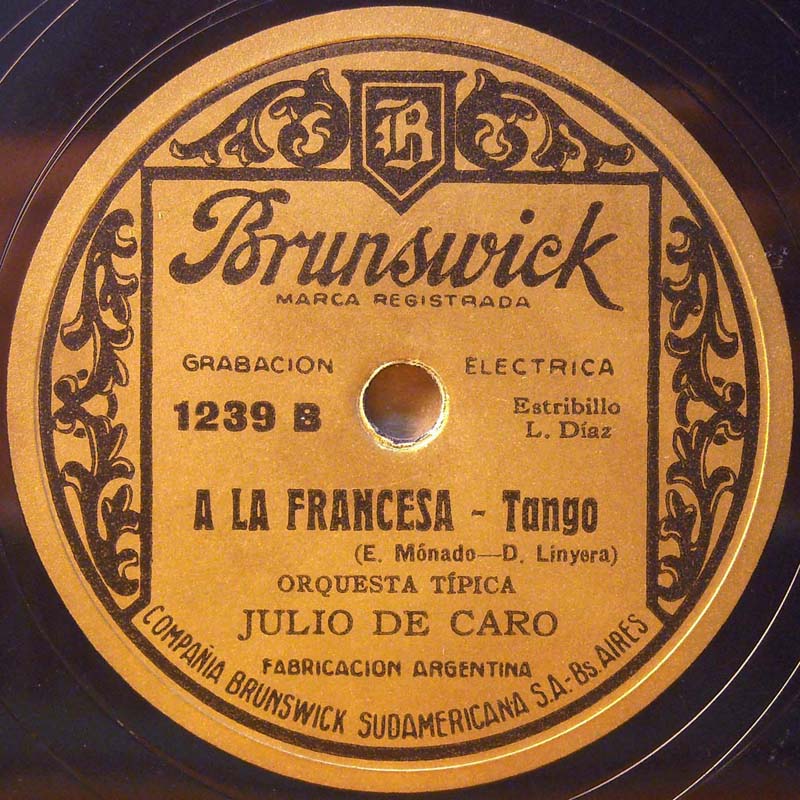 B
Brunswick
MARCA REGISTRADA
GRABACION ELECTRICA
1239 B
Estribillo
L. Díaz
A LA FRANCESA - Tango
(E. Mónado—D. Linyera)
ORQUESTA TÍPICA
JULIO DE CARO
FABRICACION ARGENTINA
COMPAÑIA BRUNSWICK SUDAMERICANA S.A.-Bs. AIRES